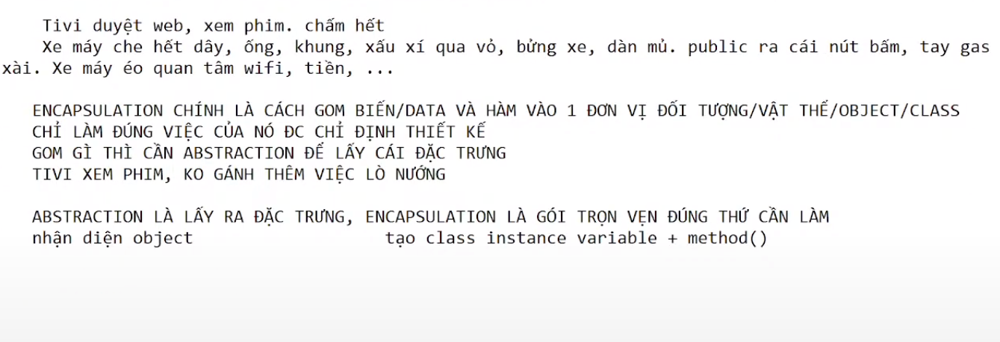 Tivi duyệt web, xem phim. chấm hết
Xe máy che hết dây, ống, khung, xấu xí qua vỏ, bửng xe, dàn mủ. public ra cái nút bấm, tay gas
xài. Xe máy éo quan tâm wifi, tiền, ...
ENCAPSULATION CHÍNH LÀ CÁCH GOM BIẾN/DATA VÀ HÀM VÀO 1 ĐƠN VỊ ĐỐI TƯỢNG/VẬT THỂ/OBJECT/CLASS
CHỈ LÀM ĐÚNG VIỆC CỦA NÓ ĐC CHỈ ĐỊNH THIẾT KẾ
GOM GÌ THÌ CẦN ABSTRACTION ĐỂ LẤY CÁI ĐẶC TRƯNG
TIVI XEM PHIM, KO GÁNH THÊM VIỆC LÒ NƯỚNG
ABSTRACTION LÀ LẤY RA ĐẶC TRƯNG, ENCAPSULATION LÀ GÓI TRỌN VẸN ĐÚNG THỨ CẦN LÀM
nhận diện object tạo class instance variable + method()